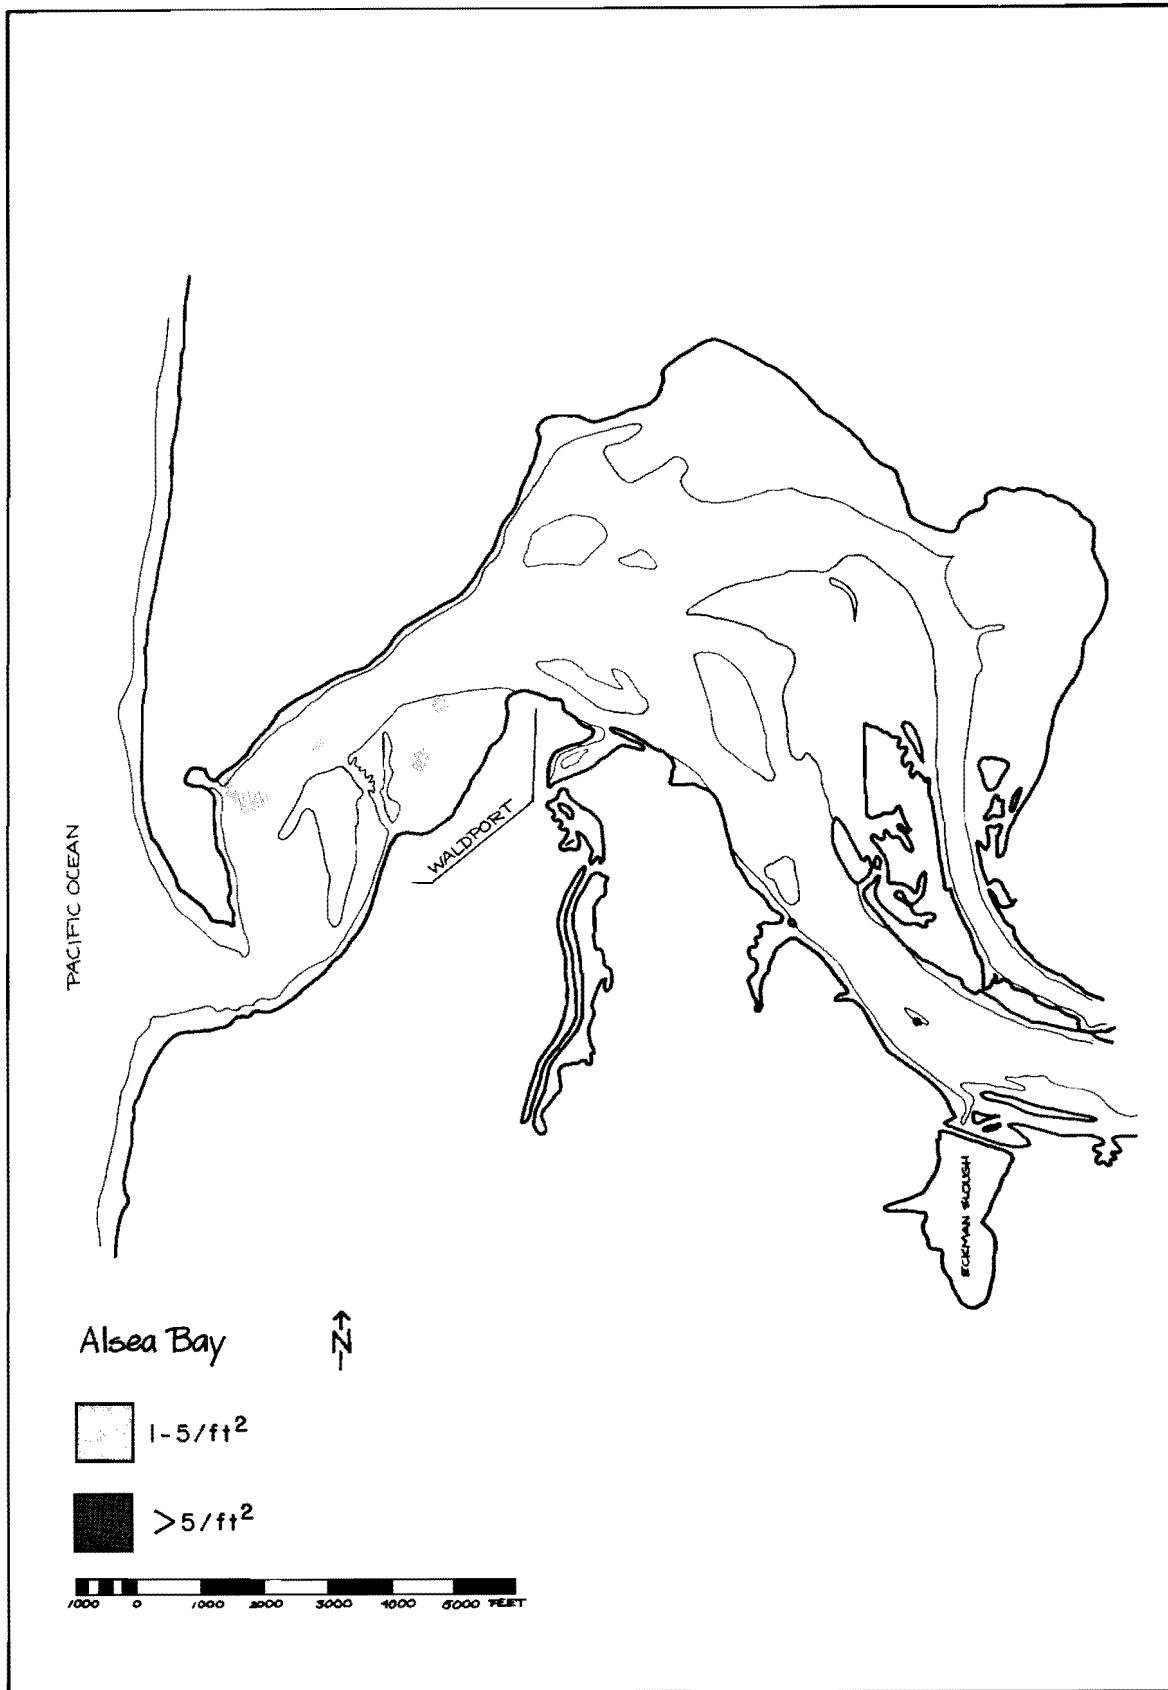 WALDPORT
PACIFIC OCEAN
ECKMAN SLOUGH
Alsea Bay
N
1-5/ft²
>5/ft²
1000 0 1000 2000 3000 4000 5000 FEET